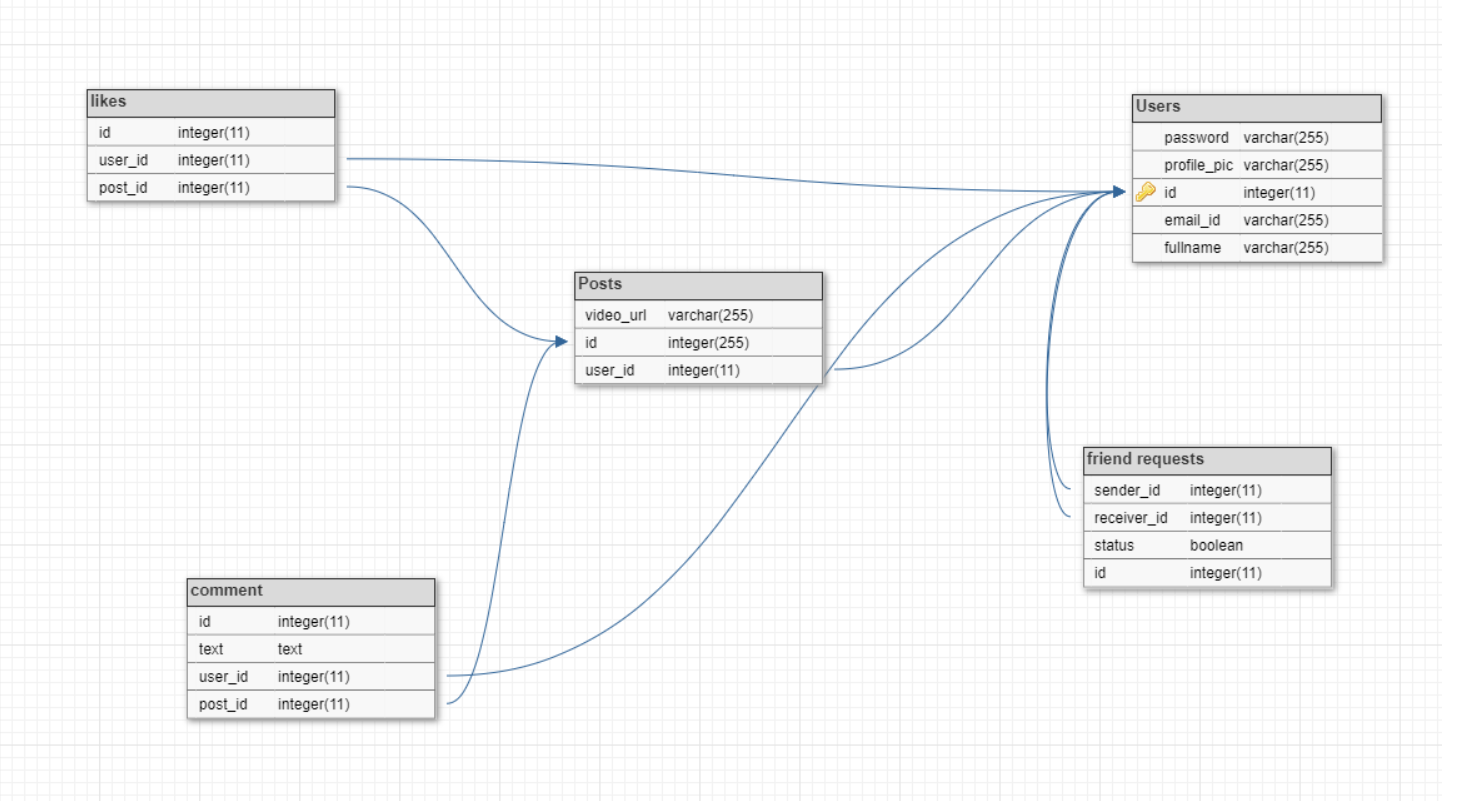 likes
id integer(11)
user_id integer(11)
post_id integer(11)
Users
password varchar(255)
profile_pic varchar(255)
id integer(11)
email_id varchar(255)
fullname varchar(255)
Posts
video_url varchar(255)
id integer(255)
user_id integer(11)
friend requests
sender_id integer(11)
receiver_id integer(11)
status boolean
id integer(11)
comment
id integer(11)
text text
user_id integer(11)
post_id integer(11)